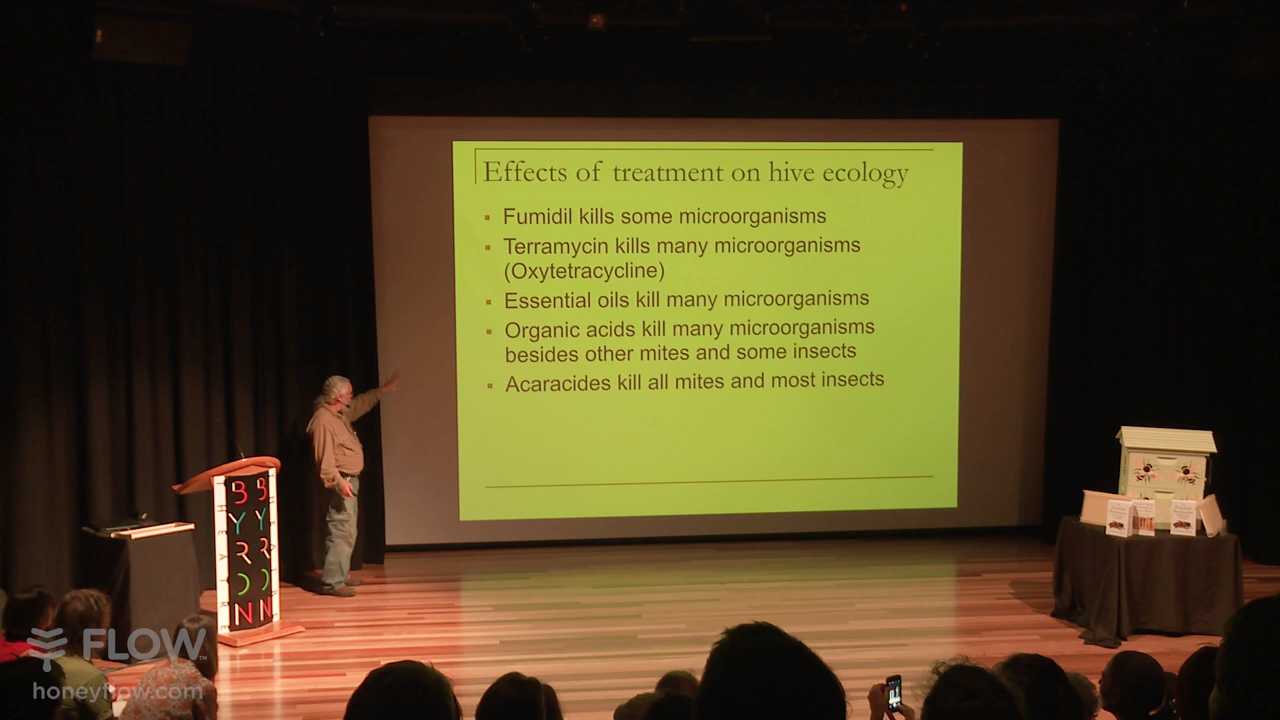 Effects of treatment on hive ecology
Fumidil kills some microorganisms
Terramycin kills many microorganisms
(Oxytetracycline)
Essential oils kill many microorganisms
Organic acids kill many microorganisms
besides other mites and some insects
Acaracides kill all mites and most insects
BYRON
BYRON
THEATRE
FLOW™
honeyflow.com